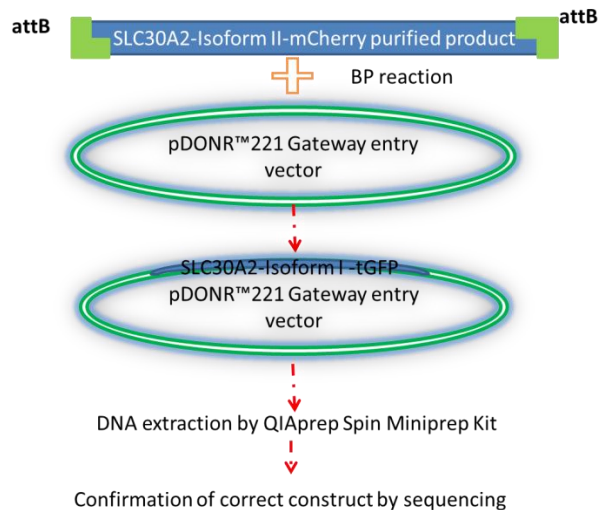 attB
attB
SLC30A2-Isoform II-mCherry purified product
BP reaction
pDONR™221 Gateway entry
vector
SLC30A2-Isoform I -tGFP
pDONR™221 Gateway entry
vector
DNA extraction by QIAprep Spin Miniprep Kit
Confirmation of correct construct by sequencing